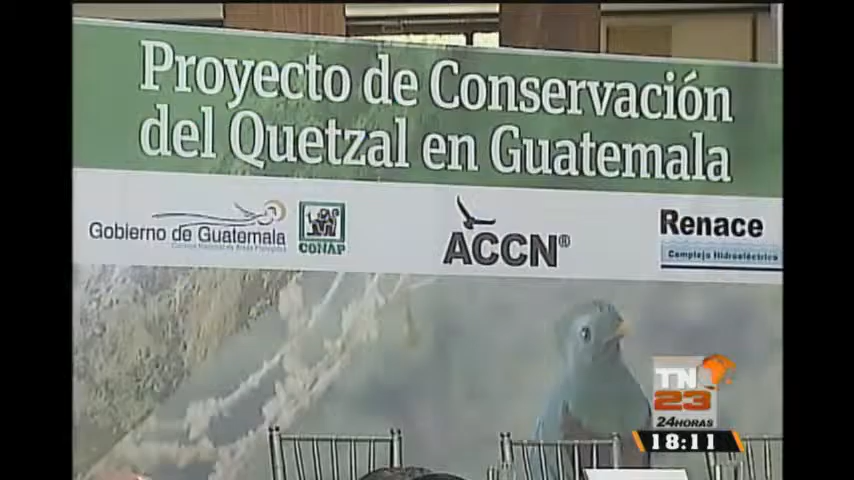 Proyecto de Conservación
del Quetzal en Guatemala
Gobierno de Guatemala
CONAP
ACCN®
Renace
Complejo Hidroeléctrico
TN
23
24HORAS
18:11